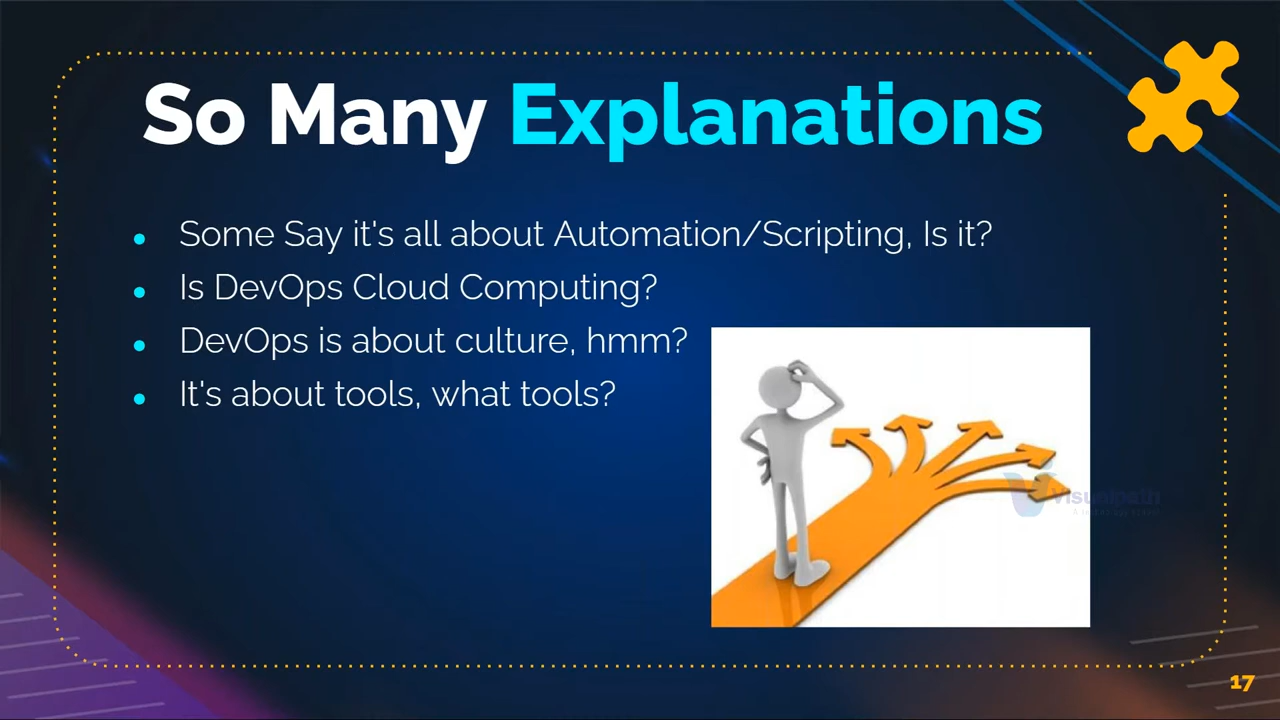 So Many Explanations
Some Say it's all about Automation/Scripting, Is it?
Is DevOps Cloud Computing?
DevOps is about culture, hmm?
It's about tools, what tools?
Visualpath
17